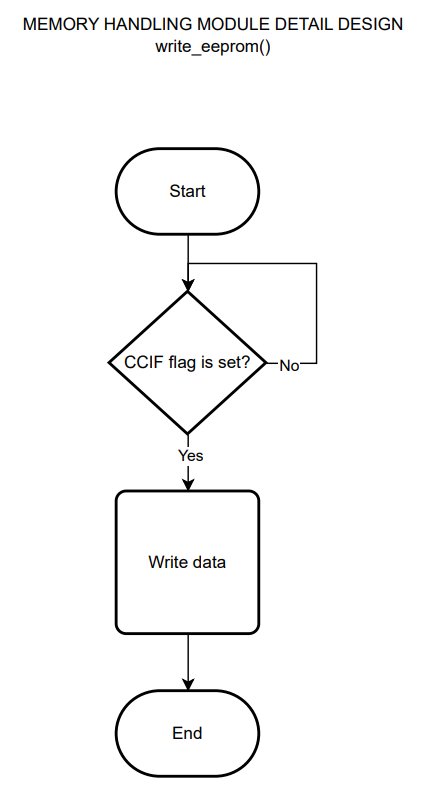 MEMORY HANDLING MODULE DETAIL DESIGN
write_eeprom()
Start
CCIF flag is set?
No
Yes
Write data
End